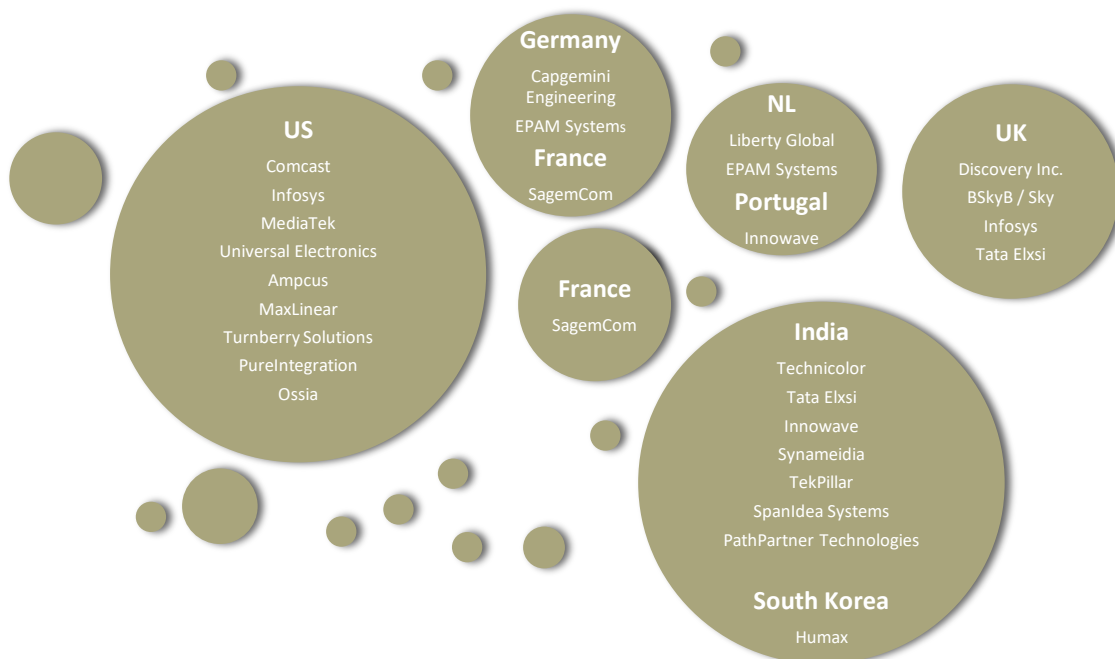 US
Comcast
Infosys
MediaTek
Universal Electronics
Ampcus
MaxLinear
Turnberry Solutions
PureIntegration
Ossia
Germany
Capgemini
Engineering
EPAM Systems
France
SagemCom
France
SagemCom
NL
Liberty Global
EPAM Systems
Portugal
Innowave
UK
Discovery Inc.
BSkyB / Sky
Infosys
Tata Elxsi
India
Technicolor
Tata Elxsi
Innowave
Synameidia
TekPillar
SpanIdea Systems
PathPartner Technologies
South Korea
Humax